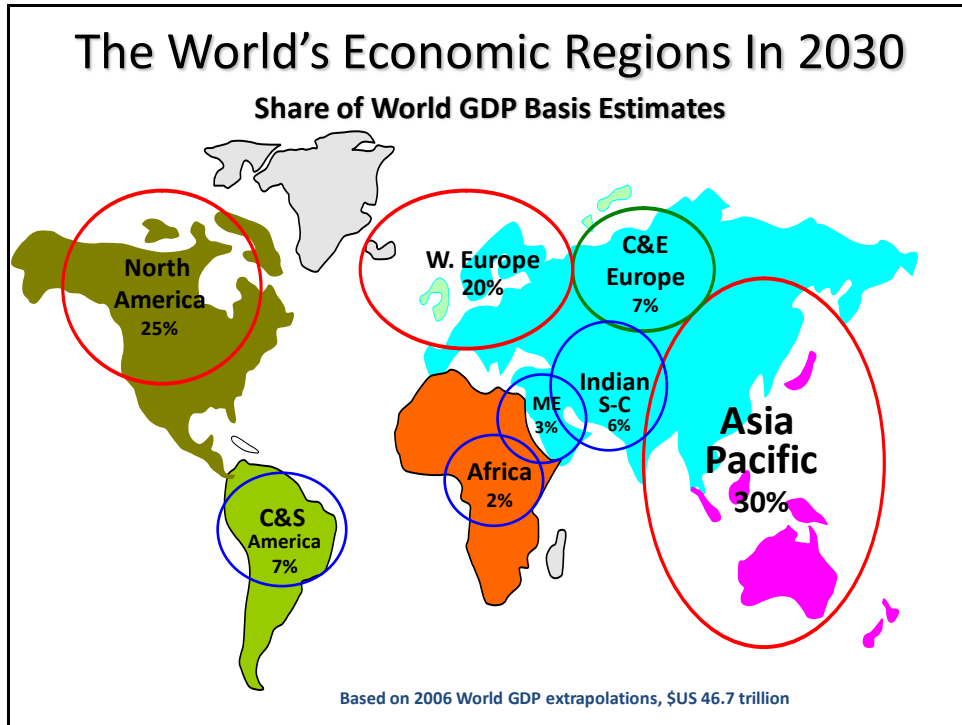 The World's Economic Regions In 2030
Share of World GDP Basis Estimates
North
America
25%
W. Europe
20%
C&E
Europe
7%
ME
3%
Indian
S-C
6%
Asia
Pacific
30%
Africa
2%
C&S
America
7%
Based on 2006 World GDP extrapolations, $US 46.7 trillion